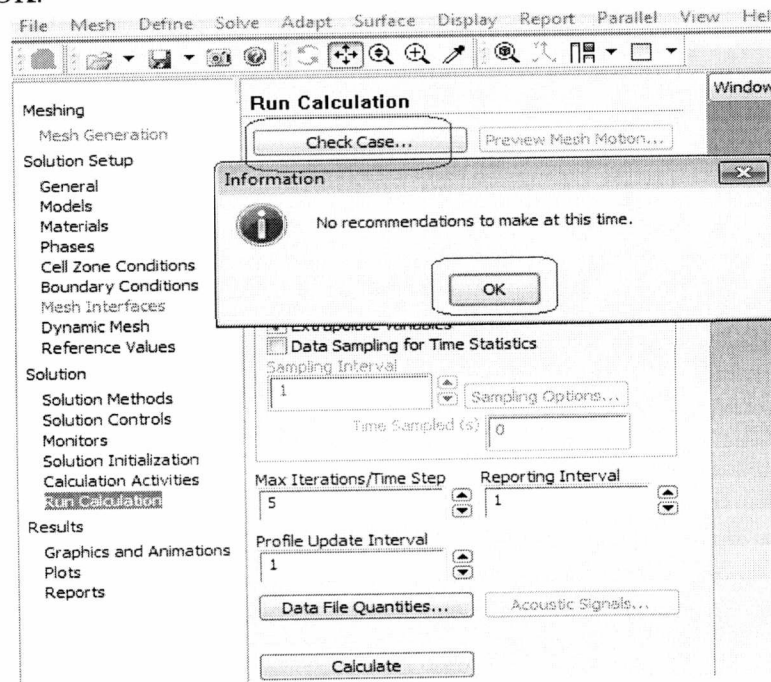 OK.
File Mesh Define Solve Adapt Surface Display Report Parallel View Hel
Meshing
Mesh Generation
Solution Setup
General
Models
Materials
Phases
Cell Zone Conditions
Boundary Conditions
Mesh Interfaces
Dynamic Mesh
Reference Values
Solution
Solution Methods
Solution Controls
Monitors
Solution Initialization
Calculation Activities
Run Calculation
Results
Graphics and Animations
Plots
Reports
Run Calculation
Check Case...
Preview Mesh Motion...
Window
Information
No recommendations to make at this time.
OK
Extrapolate Variables
Data Sampling for Time Statistics
Sampling Interval
1
Sampling Options...
Time Sampled (s) 0
Max Iterations/Time Step
5
Reporting Interval
1
Profile Update Interval
1
Data File Quantities...
Acoustic Signals...
Calculate